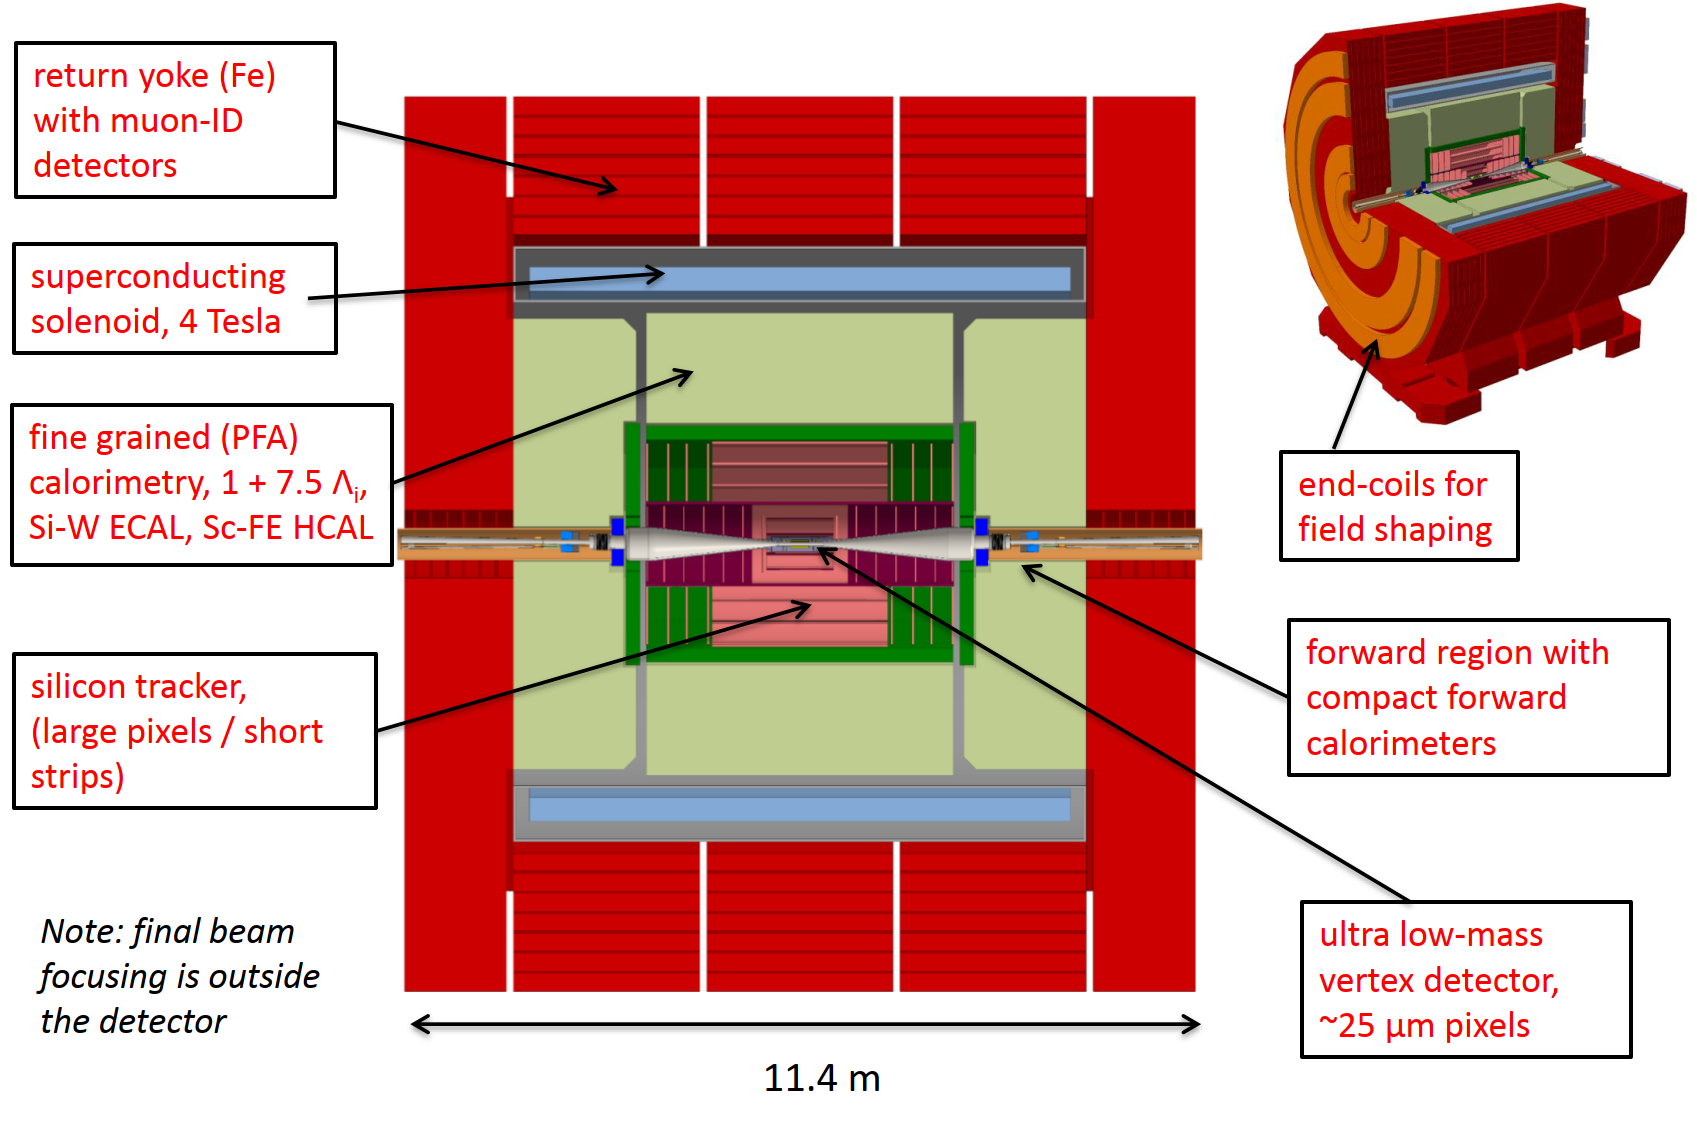 return yoke (Fe)
with muon-ID
detectors
superconducting
solenoid, 4 Tesla
fine grained (PFA)
calorimetry, 1 + 7.5 Λi,
Si-W ECAL, Sc-FE HCAL
silicon tracker,
(large pixels / short
strips)
Note: final beam
focusing is outside
the detector
11.4 m
end-coils for
field shaping
forward region with
compact forward
calorimeters
ultra low-mass
vertex detector,
~25 µm pixels